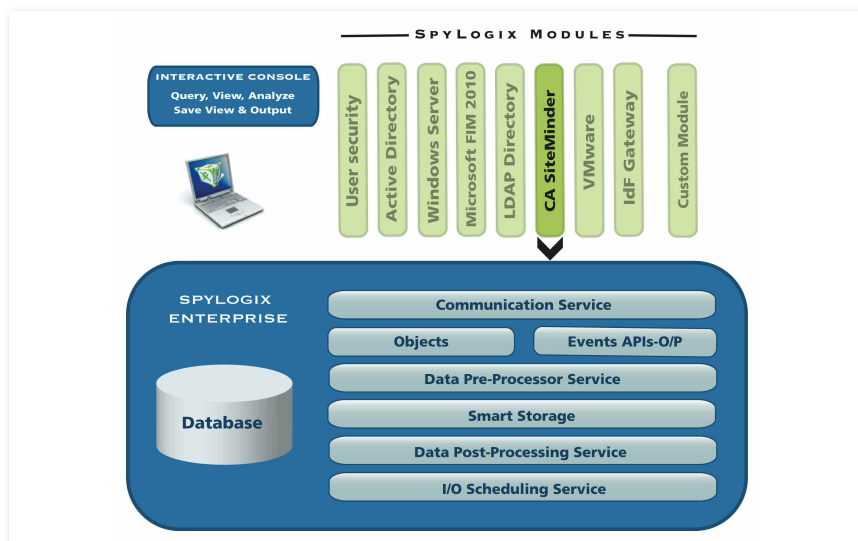 SPYLOGIX MODULES
INTERACTIVE CONSOLE
Query, View, Analyze
Save View & Output
User security
Active Directory
Windows Server
Microsoft FIM 2010
LDAP Directory
CA SiteMinder
VMware
IdF Gateway
Custom Module
SPYLOGIX
ENTERPRISE
Database
Communication Service
Objects
Events APIs-O/P
Data Pre-Processor Service
Smart Storage
Data Post-Processing Service
I/O Scheduling Service